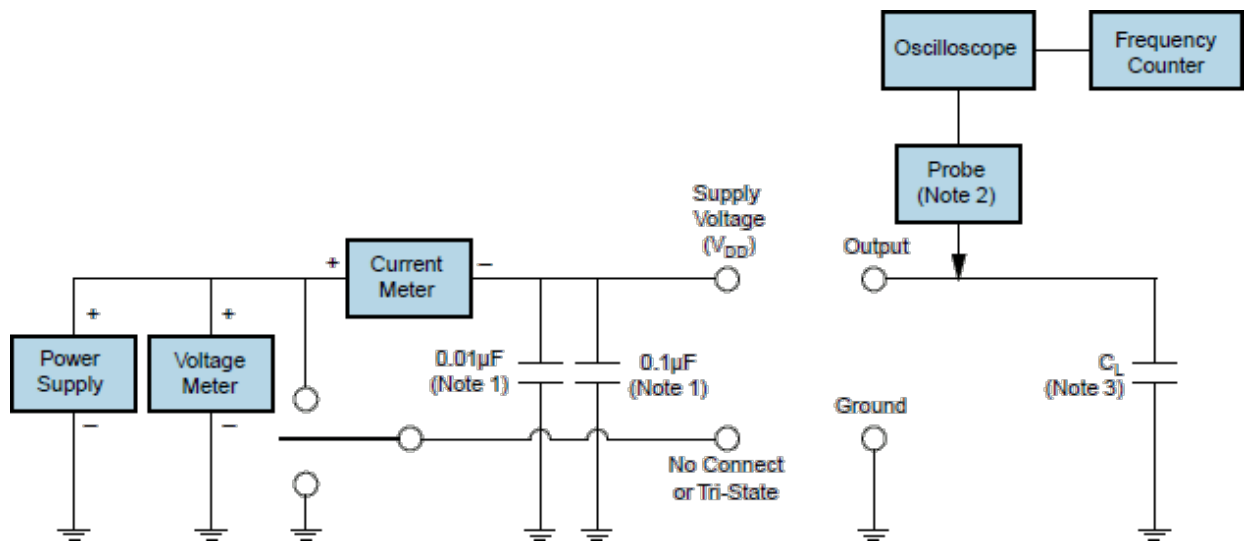 Oscilloscope
Frequency
Counter
Probe
(Note 2)
Supply
Voltage
(VDD)
Output
+
Current
Meter
–
+
+
Power
Supply
Voltage
Meter
0.01µF
(Note 1)
0.1µF
(Note 1)
CL
(Note 3)
–
–
Ground
No Connect
or Tri-State